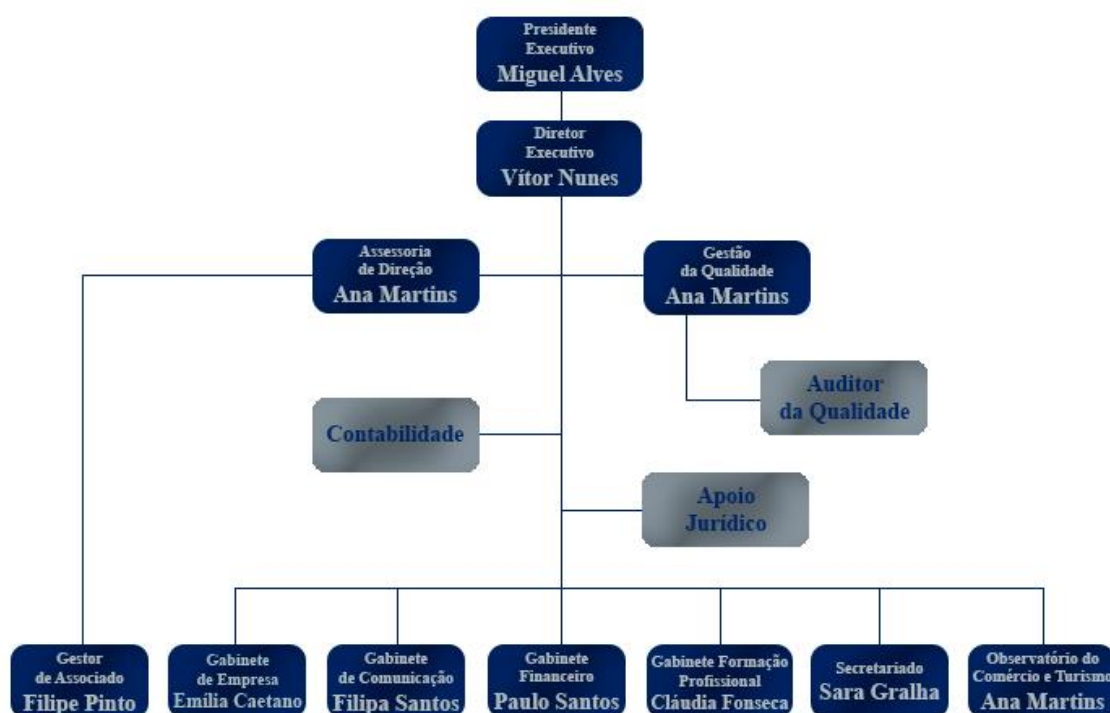 Presidente
Executivo
Miguel Alves
Diretor
Executivo
Vítor Nunes
Assessoria
de Direção
Ana Martins
Gestão
da Qualidade
Ana Martins
Auditor
da Qualidade
Contabilidade
Apoio
Jurídico
Gestor
de Associado
Filipe Pinto
Gabinete
de Empresa
Emília Caetano
Gabinete
de Comunicação
Filipa Santos
Gabinete
Financeiro
Paulo Santos
Gabinete Formação
Profissional
Cláudia Fonseca
Secretariado
Sara Gralha
Observatório do
Comércio e Turismo
Ana Martins